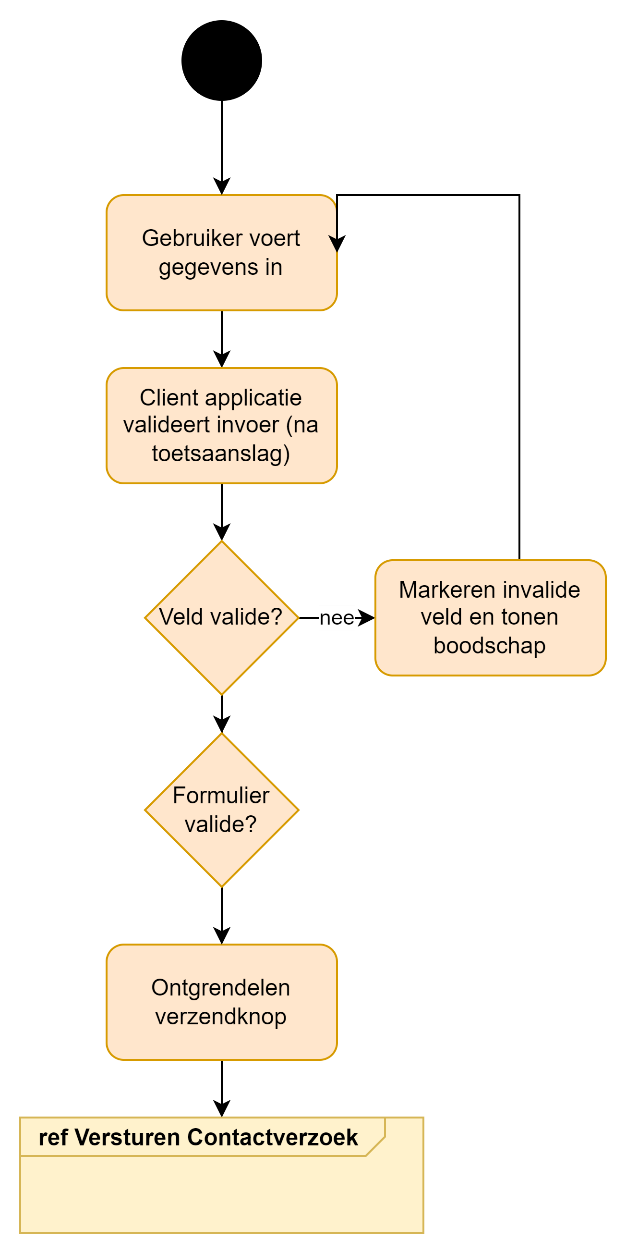 Gebruiker voert
gegevens in
Client applicatie
valideert invoer (na
toetsaanslag)
Veld valide?
nee
Markeren invalide
veld en tonen
boodschap
Formulier
valide?
Ontgrendelen
verzendknop
ref Versturen Contactverzoek